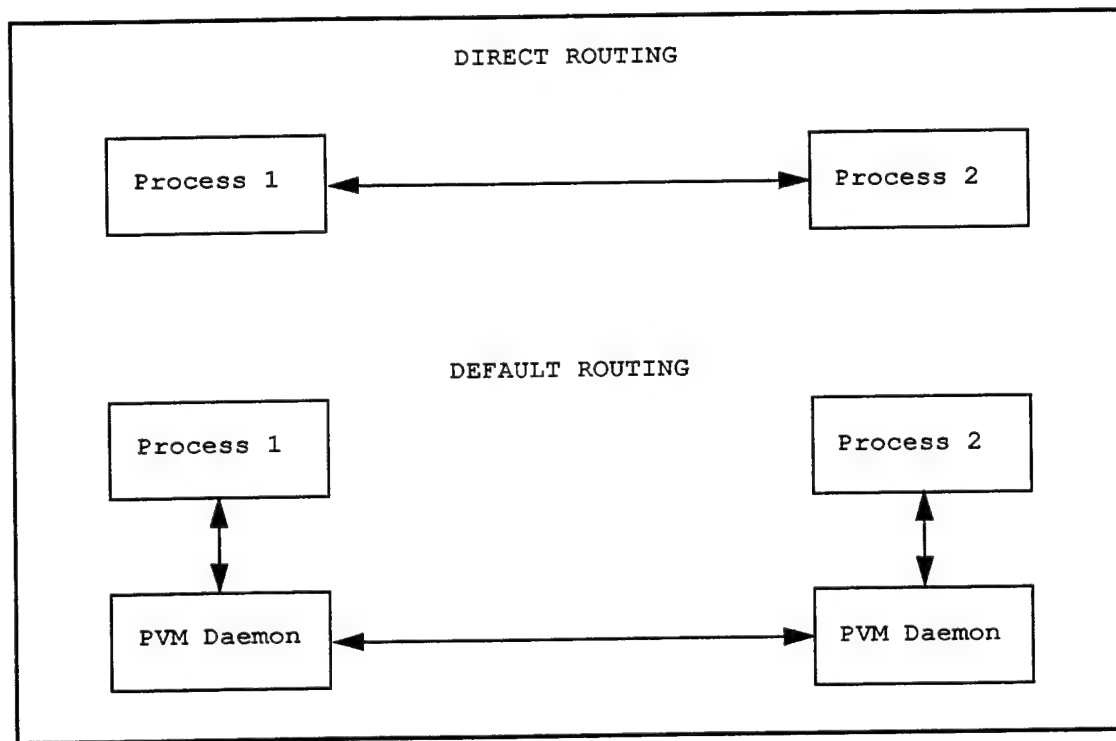 DIRECT ROUTING
Process 1
Process 2
DEFAULT ROUTING
Process 1
Process 2
PVM Daemon
PVM Daemon